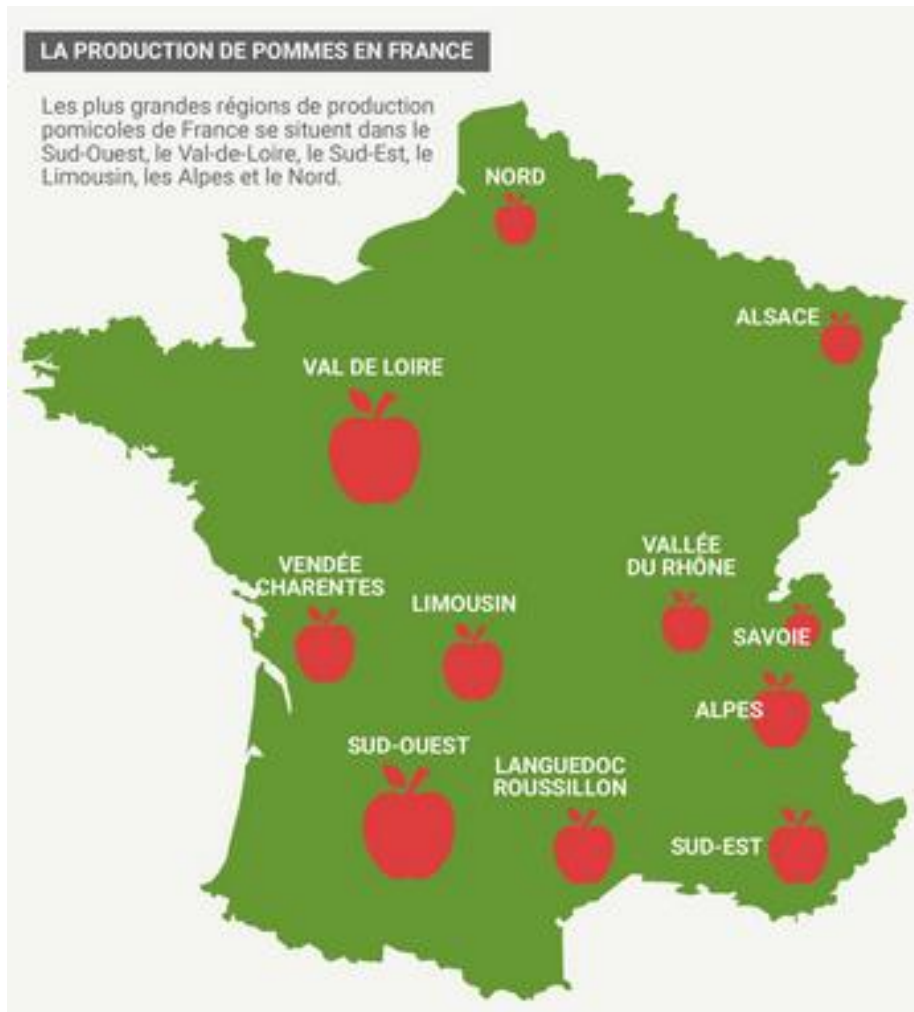 LA PRODUCTION DE POMMES EN FRANCE
Les plus grandes régions de production
pomicoles de France se situent dans le
Sud-Ouest, le Val-de-Loire, le Sud-Est, le
Limousin, les Alpes et le Nord.
NORD
ALSACE
VAL DE LOIRE
VALLÉE
DU RHÔNE
VENDÉE
CHARENTES
LIMOUSIN
SAVOIE
ALPES
SUD-OUEST
LANGUEDOC
ROUSSILLON
SUD-EST